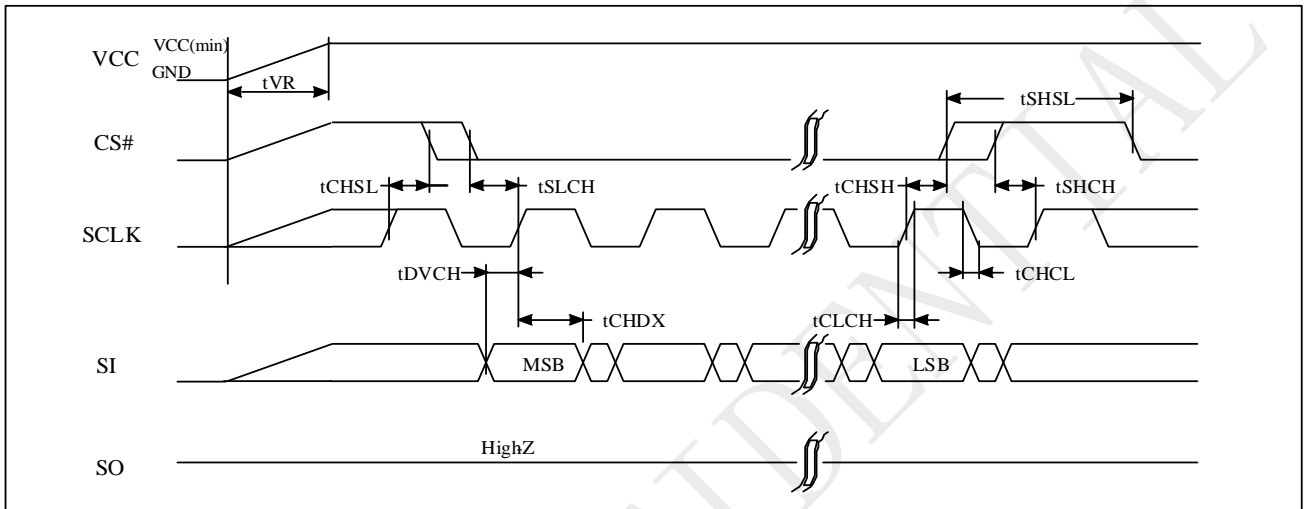 VCC
VCC(min)
GND
tVR
CS#
tSHSL
tCHSL
tSLCH
tCHSH
tSHCH
SCLK
tDVCH
tCHCL
tCHDX
tCLCH
SI
MSB
LSB
SO
High-Z